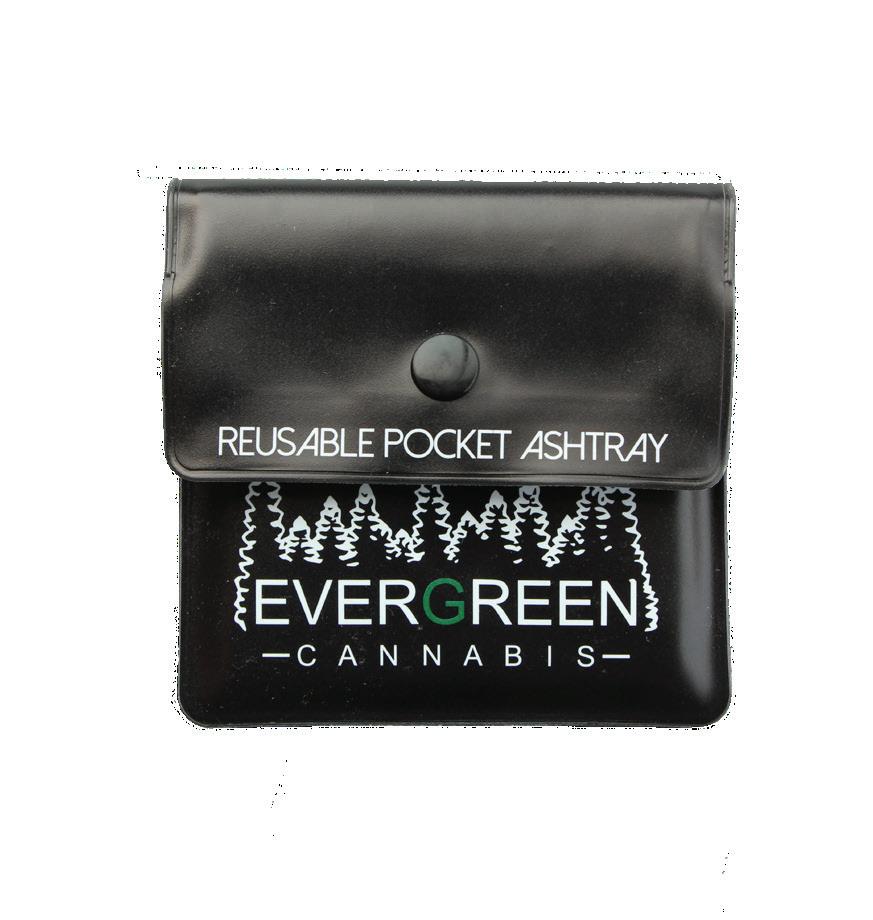 REUSABLE POCKET ASHTRAY
EVERGREEN
—CANNABIS—